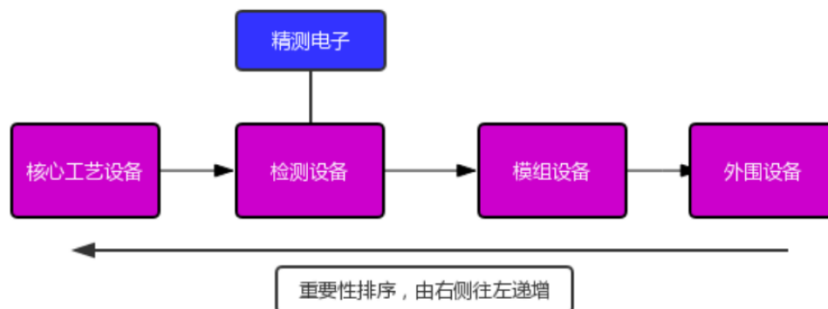 精测电子
核心工艺设备
检测设备
模组设备
外围设备
重要性排序，由右侧往左递增